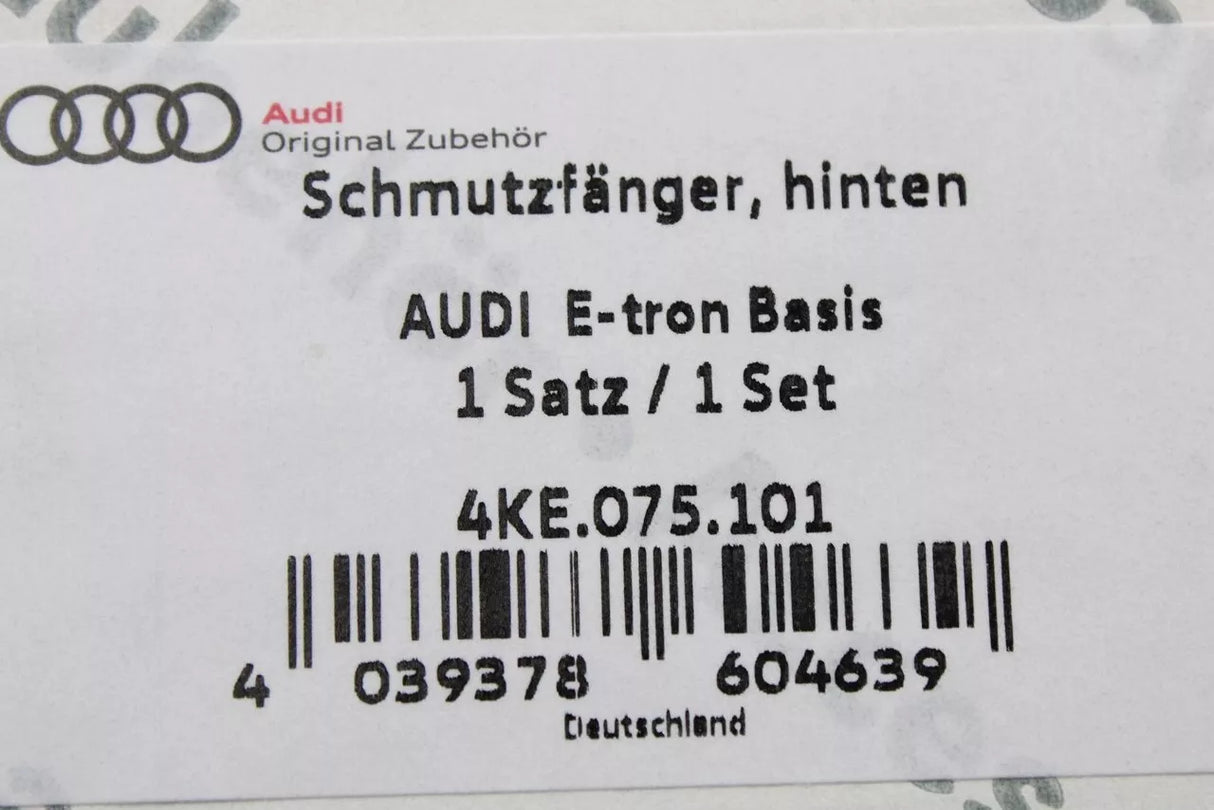 Audi
Original Zubehör
Schmutzfänger, hinten
AUDI E-tron Basis
1 Satz / 1 Set
4KE.075.101
4 039378 604639
Deutschland